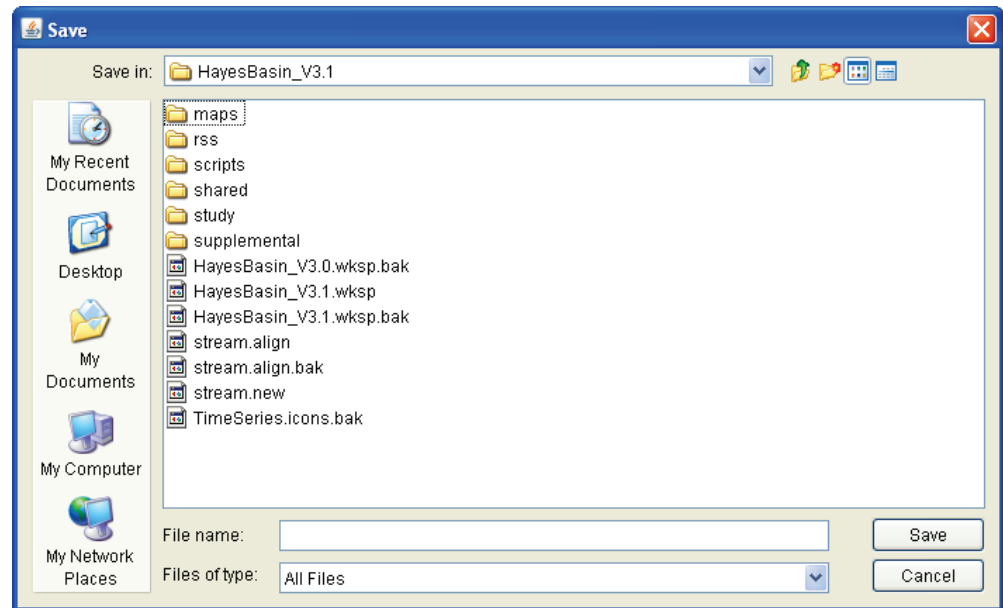 Save
Save in: HayesBasin_V3.1
My Recent
Documents
Desktop
My
Documents
My Computer
My Network
Places
maps
rss
scripts
shared
study
supplemental
HayesBasin_V3.0.wksp.bak
HayesBasin_V3.1.wksp
HayesBasin_V3.1.wksp.bak
stream.align
stream.align.bak
stream.new
TimeSeries.icons.bak
File name:
Save
Files of type: All Files
Cancel